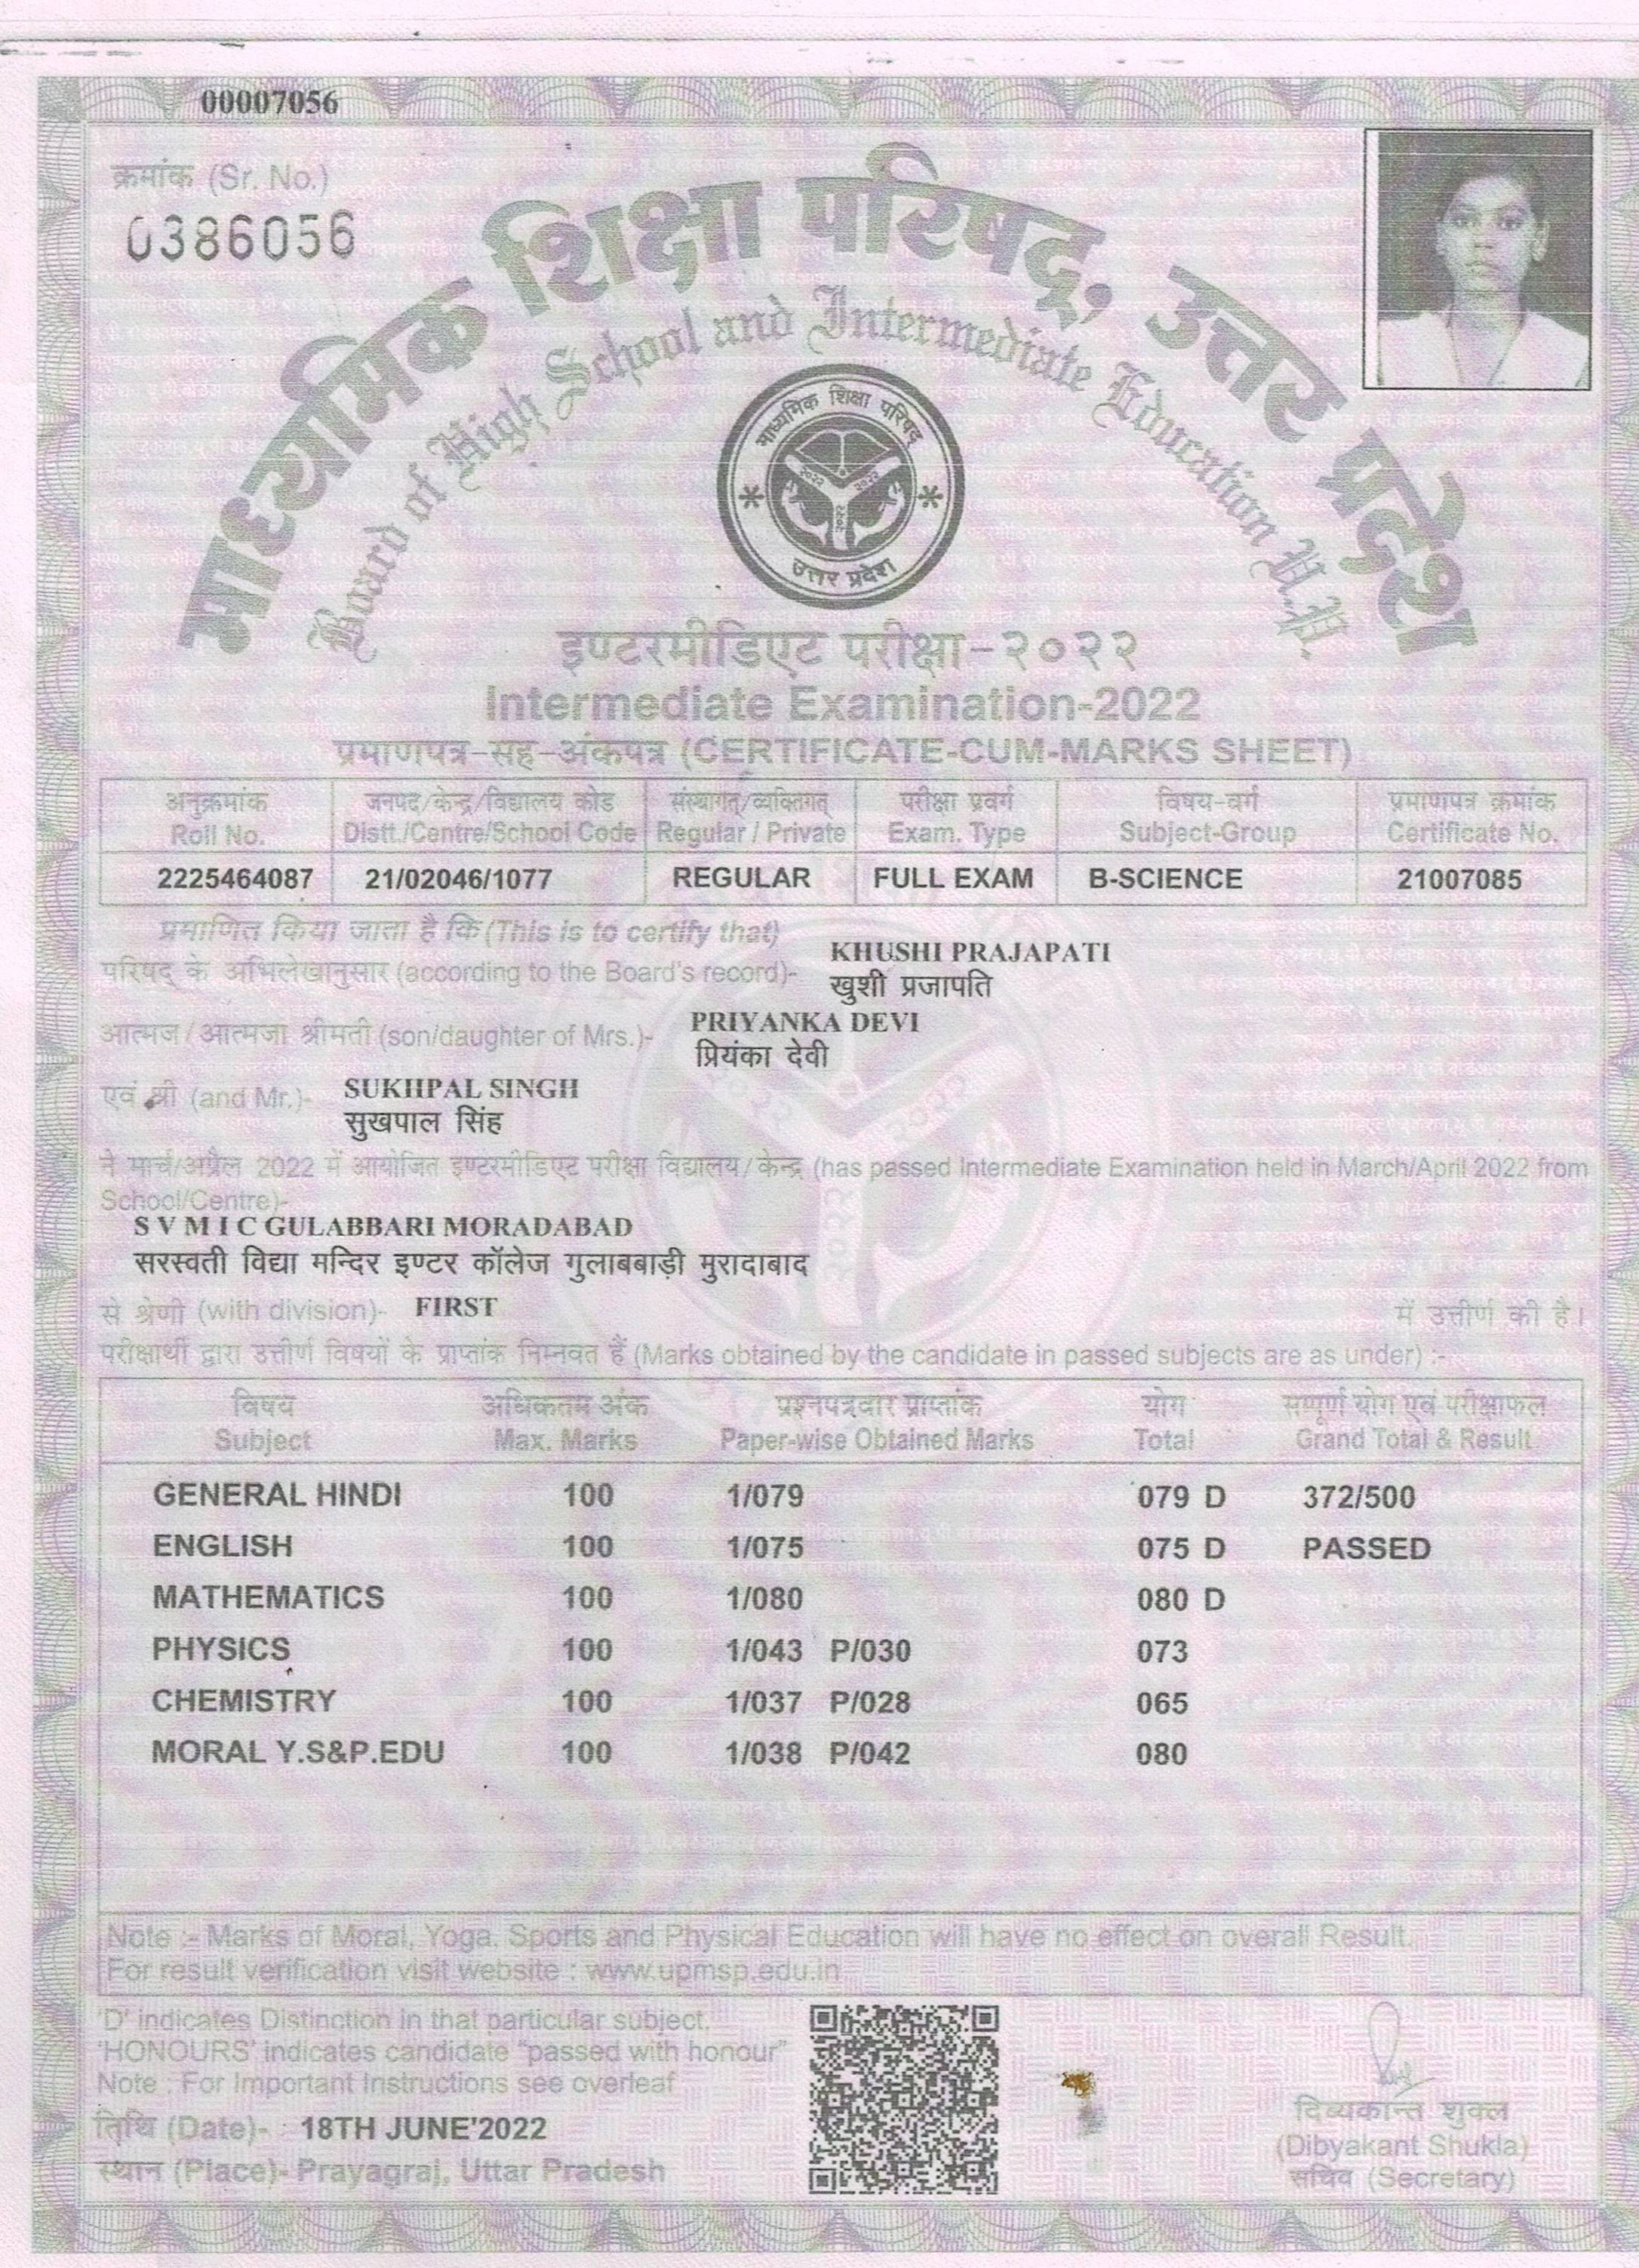 00007056
क्रमांक (Sr. No.)
0386056
माध्यमिक शिक्षा परिषद्, उत्तर प्रदेश
Board of High School and Intermediate Education U.P.
माध्यमिक शिक्षा परिषद्
२०२२ २०२२
२०२२
उत्तर प्रदेश
इण्टरमीडिएट परीक्षा-२०२२
Intermediate Examination-2022
प्रमाणपत्र-सह-अंकपत्र (CERTIFICATE-CUM-MARKS SHEET)
अनुक्रमांक जनपद/केन्द्र/विद्यालय कोड संस्थागत्/व्यक्तिगत् परीक्षा प्रवर्ग विषय-वर्ग प्रमाणपत्र क्रमांक
Roll No. Distt./Centre/School Code Regular / Private Exam. Type Subject-Group Certificate No.
2225464087 21/02046/1077 REGULAR FULL EXAM B-SCIENCE 21007085
प्रमाणित किया जाता है कि (This is to certify that)
परिषद् के अभिलेखानुसार (according to the Board's record)- KHUSHI PRAJAPATI
खुशी प्रजापति
आत्मज/आत्मजा श्रीमती (son/daughter of Mrs.)- PRIYANKA DEVI
प्रियंका देवी
एवं श्री (and Mr.)- SUKHPAL SINGH
सुखपाल सिंह
ने मार्च/अप्रैल 2022 में आयोजित इण्टरमीडिएट परीक्षा विद्यालय/केन्द्र (has passed Intermediate Examination held in March/April 2022 from
School/Centre)-
S V M I C GULABBARI MORADABAD
सरस्वती विद्या मन्दिर इण्टर कॉलेज गुलाबबाड़ी मुरादाबाद
से श्रेणी (with division)- FIRST में उत्तीर्ण की है।
परीक्षार्थी द्वारा उत्तीर्ण विषयों के प्राप्तांक निम्नवत हैं (Marks obtained by the candidate in passed subjects are as under) :-
विषय अधिकतम अंक प्रश्नपत्रवार प्राप्तांक योग सम्पूर्ण योग एवं परीक्षाफल
Subject Max. Marks Paper-wise Obtained Marks Total Grand Total & Result
GENERAL HINDI 100 1/079 079 D 372/500
ENGLISH 100 1/075 075 D PASSED
MATHEMATICS 100 1/080 080 D
PHYSICS 100 1/043 P/030 073
CHEMISTRY 100 1/037 P/028 065
MORAL Y.S&P.EDU 100 1/038 P/042 080
Note :- Marks of Moral, Yoga, Sports and Physical Education will have no effect on overall Result.
For result verification visit website : www.upmsp.edu.in
'D' indicates Distinction in that particular subject.
'HONOURS' indicates candidate "passed with honour"
Note : For Important Instructions see overleaf
तिथि (Date)- 18TH JUNE'2022
स्थान (Place)- Prayagraj, Uttar Pradesh
दिव्यकान्त शुक्ल
(Dibyakant Shukla)
सचिव (Secretary)